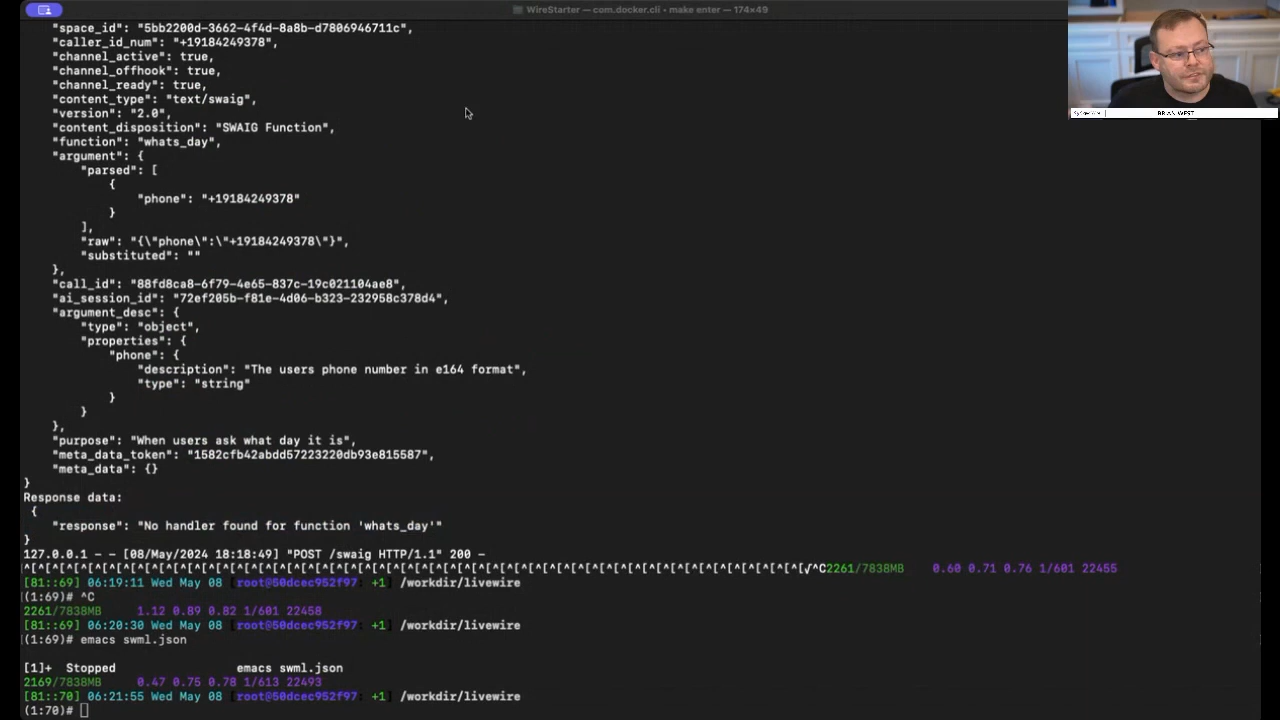 WireStarter — com.docker.cli • make enter — 174×49
"space_id": "5bb2200d-3662-4f4d-8a8b-d7806946711c",
"caller_id_num": "+19184249378",
"channel_active": true,
"channel_offhook": true,
"channel_ready": true,
"content_type": "text/swaig",
"version": "2.0",
"content_disposition": "SWAIG Function",
"function": "whats_day",
"argument": {
"parsed": [
{
"phone": "+19184249378"
}
],
"raw": "{\"phone\":\"+19184249378\"}",
"substituted": ""
},
"call_id": "88fd8ca8-6f79-4e65-837c-19c021104ae8",
"ai_session_id": "72ef205b-f81e-4d06-b323-232958c378d4",
"argument_desc": {
"type": "object",
"properties": {
"phone": {
"description": "The users phone number in e164 format",
"type": "string"
}
}
},
"purpose": "When users ask what day it is",
"meta_data_token": "1582cfb42abdd57223220db93e815587",
"meta_data": {}
}
Response data:
{
"response": "No handler found for function 'whats_day'"
}
127.0.0.1 - - [08/May/2024 18:18:49] "POST /swaig HTTP/1.1" 200 -
^[^[^[^[^[^[^[^[^[^[^[^[^[^[^[^[^[^[^[^[^[^[^[^[^[^[^[^[^[^[^[^[^[^[^[^[^[^[^[^[^[^[^[^[^[^[^[^[^[^[^[^[^[√^C2261/7838MB 0.60 0.71 0.76 1/601 22455
[81::69] 06:19:11 Wed May 08 [root@50dcec952f97 +1] /workdir/livewire
(1:69)# ^C
2261/7838MB 1.12 0.89 0.82 1/601 22458
[81::69] 06:20:30 Wed May 08 [root@50dcec952f97 +1] /workdir/livewire
(1:69)# emacs swml.json
[1]+ Stopped emacs swml.json
2169/7838MB 0.47 0.75 0.78 1/613 22493
[81::70] 06:21:55 Wed May 08 [root@50dcec952f97 +1] /workdir/livewire
(1:70)#
BRIAN WEST